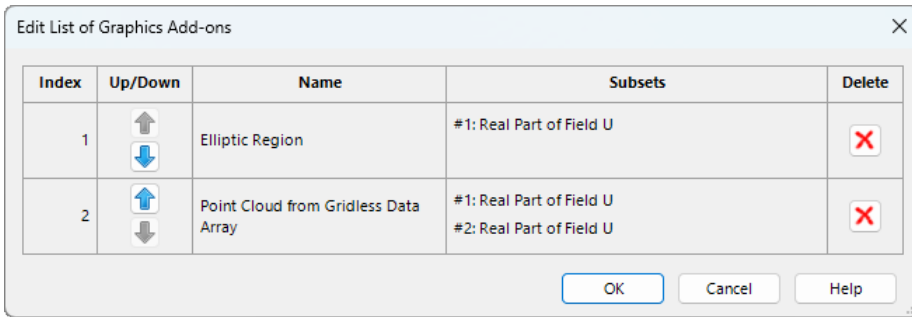 Edit List of Graphics Add-ons
Index Up/Down Name Subsets Delete
1 Elliptic Region #1: Real Part of Field U
2 Point Cloud from Gridless Data Array #1: Real Part of Field U
#2: Real Part of Field U
OK Cancel Help